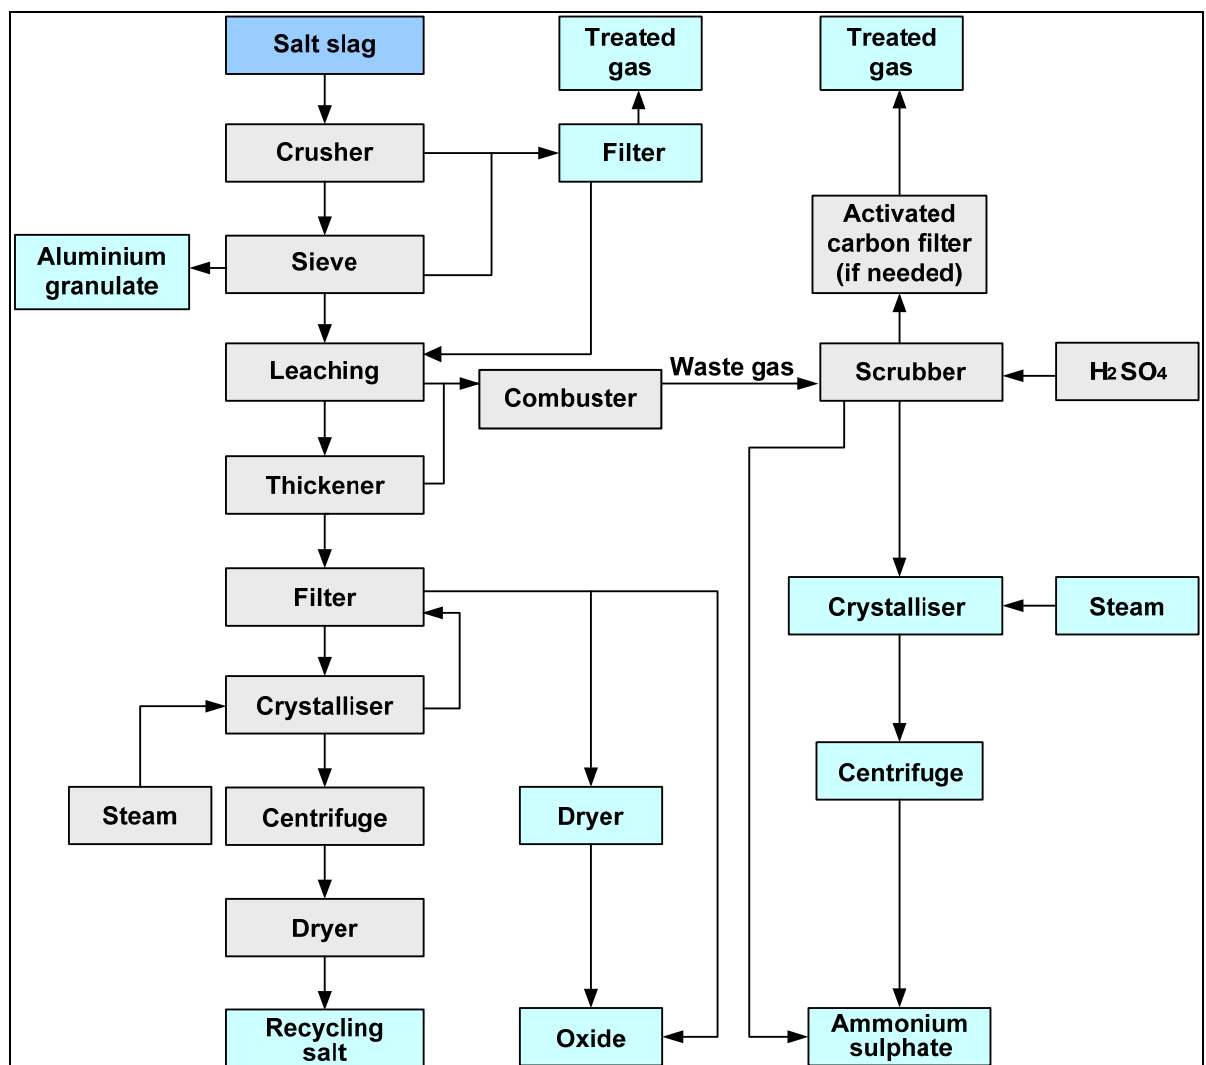 Salt slag
Treated
gas
Treated
gas
Crusher
Filter
Activated
carbon filter
(if needed)
Aluminium
granulate
Sieve
Leaching
Waste gas
Scrubber
H2SO4
Combuster
Thickener
Filter
Crystalliser
Steam
Crystalliser
Centrifuge
Steam
Centrifuge
Dryer
Dryer
Recycling
salt
Oxide
Ammonium
sulphate